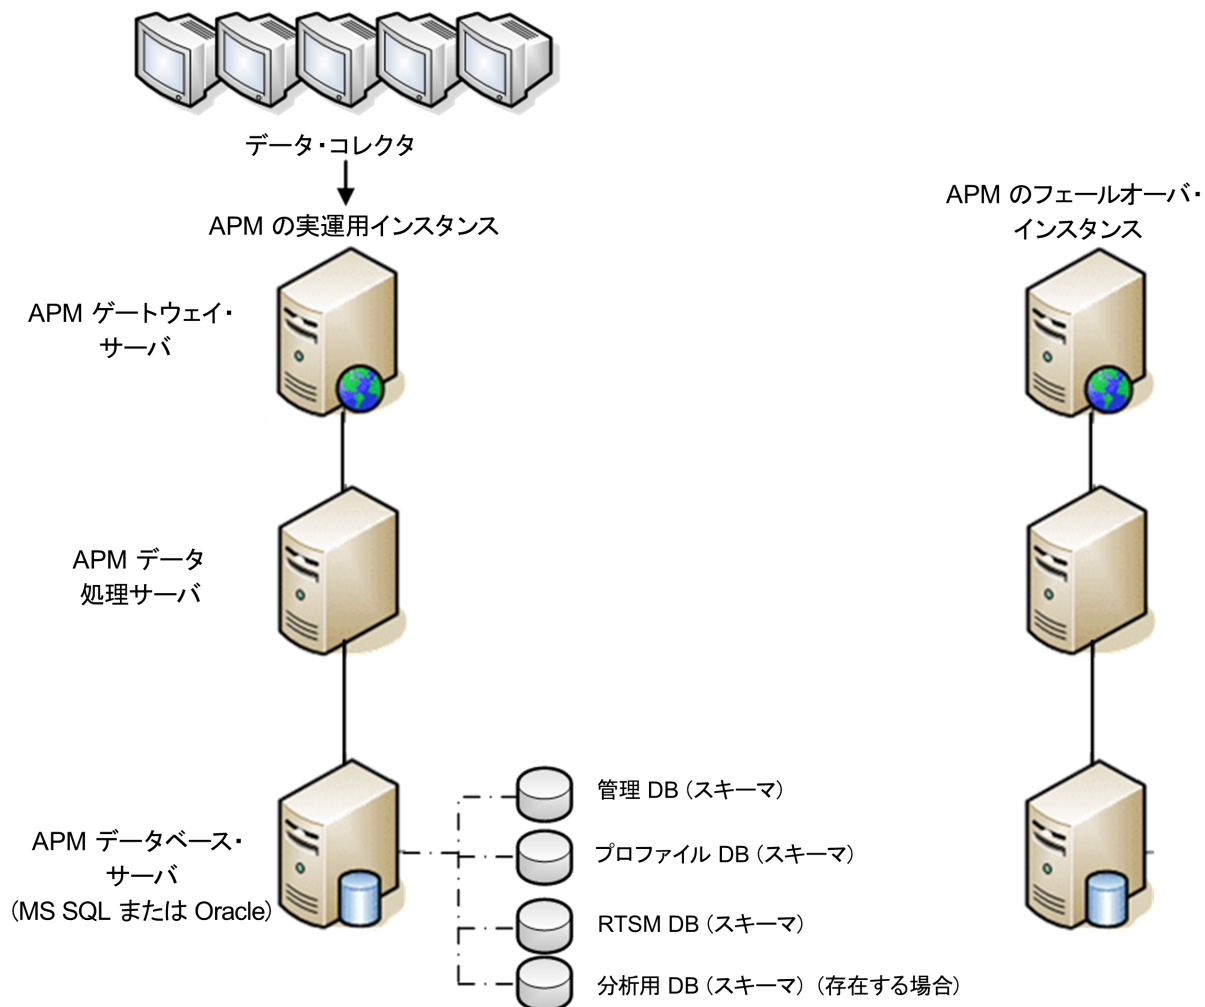 データ・コレクタ
APM の実運用インスタンス
APM のフェールオーバ・
インスタンス
APM ゲートウェイ・
サーバ
APM データ
処理サーバ
APM データベース・
サーバ
(MS SQL または Oracle)
管理 DB (スキーマ)
プロファイル DB (スキーマ)
RTSM DB (スキーマ)
分析用 DB (スキーマ) (存在する場合)